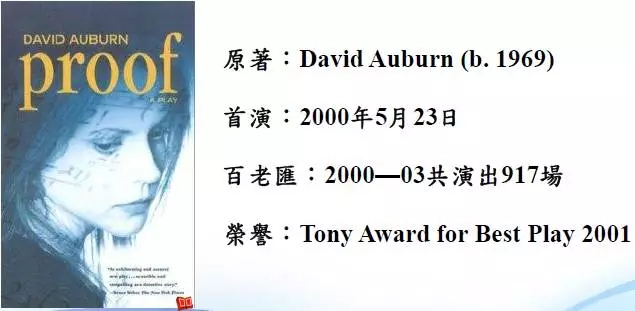 DAVID AUBURN
proof
A PLAY
"An exhilarating and assured
new play . . . accessible and
compelling as a detective story."
—Bruce Weber, The New York Times
原著：David Auburn (b. 1969)
首演：2000年5月23日
百老匯：2000—03共演出917場
榮譽：Tony Award for Best Play 2001